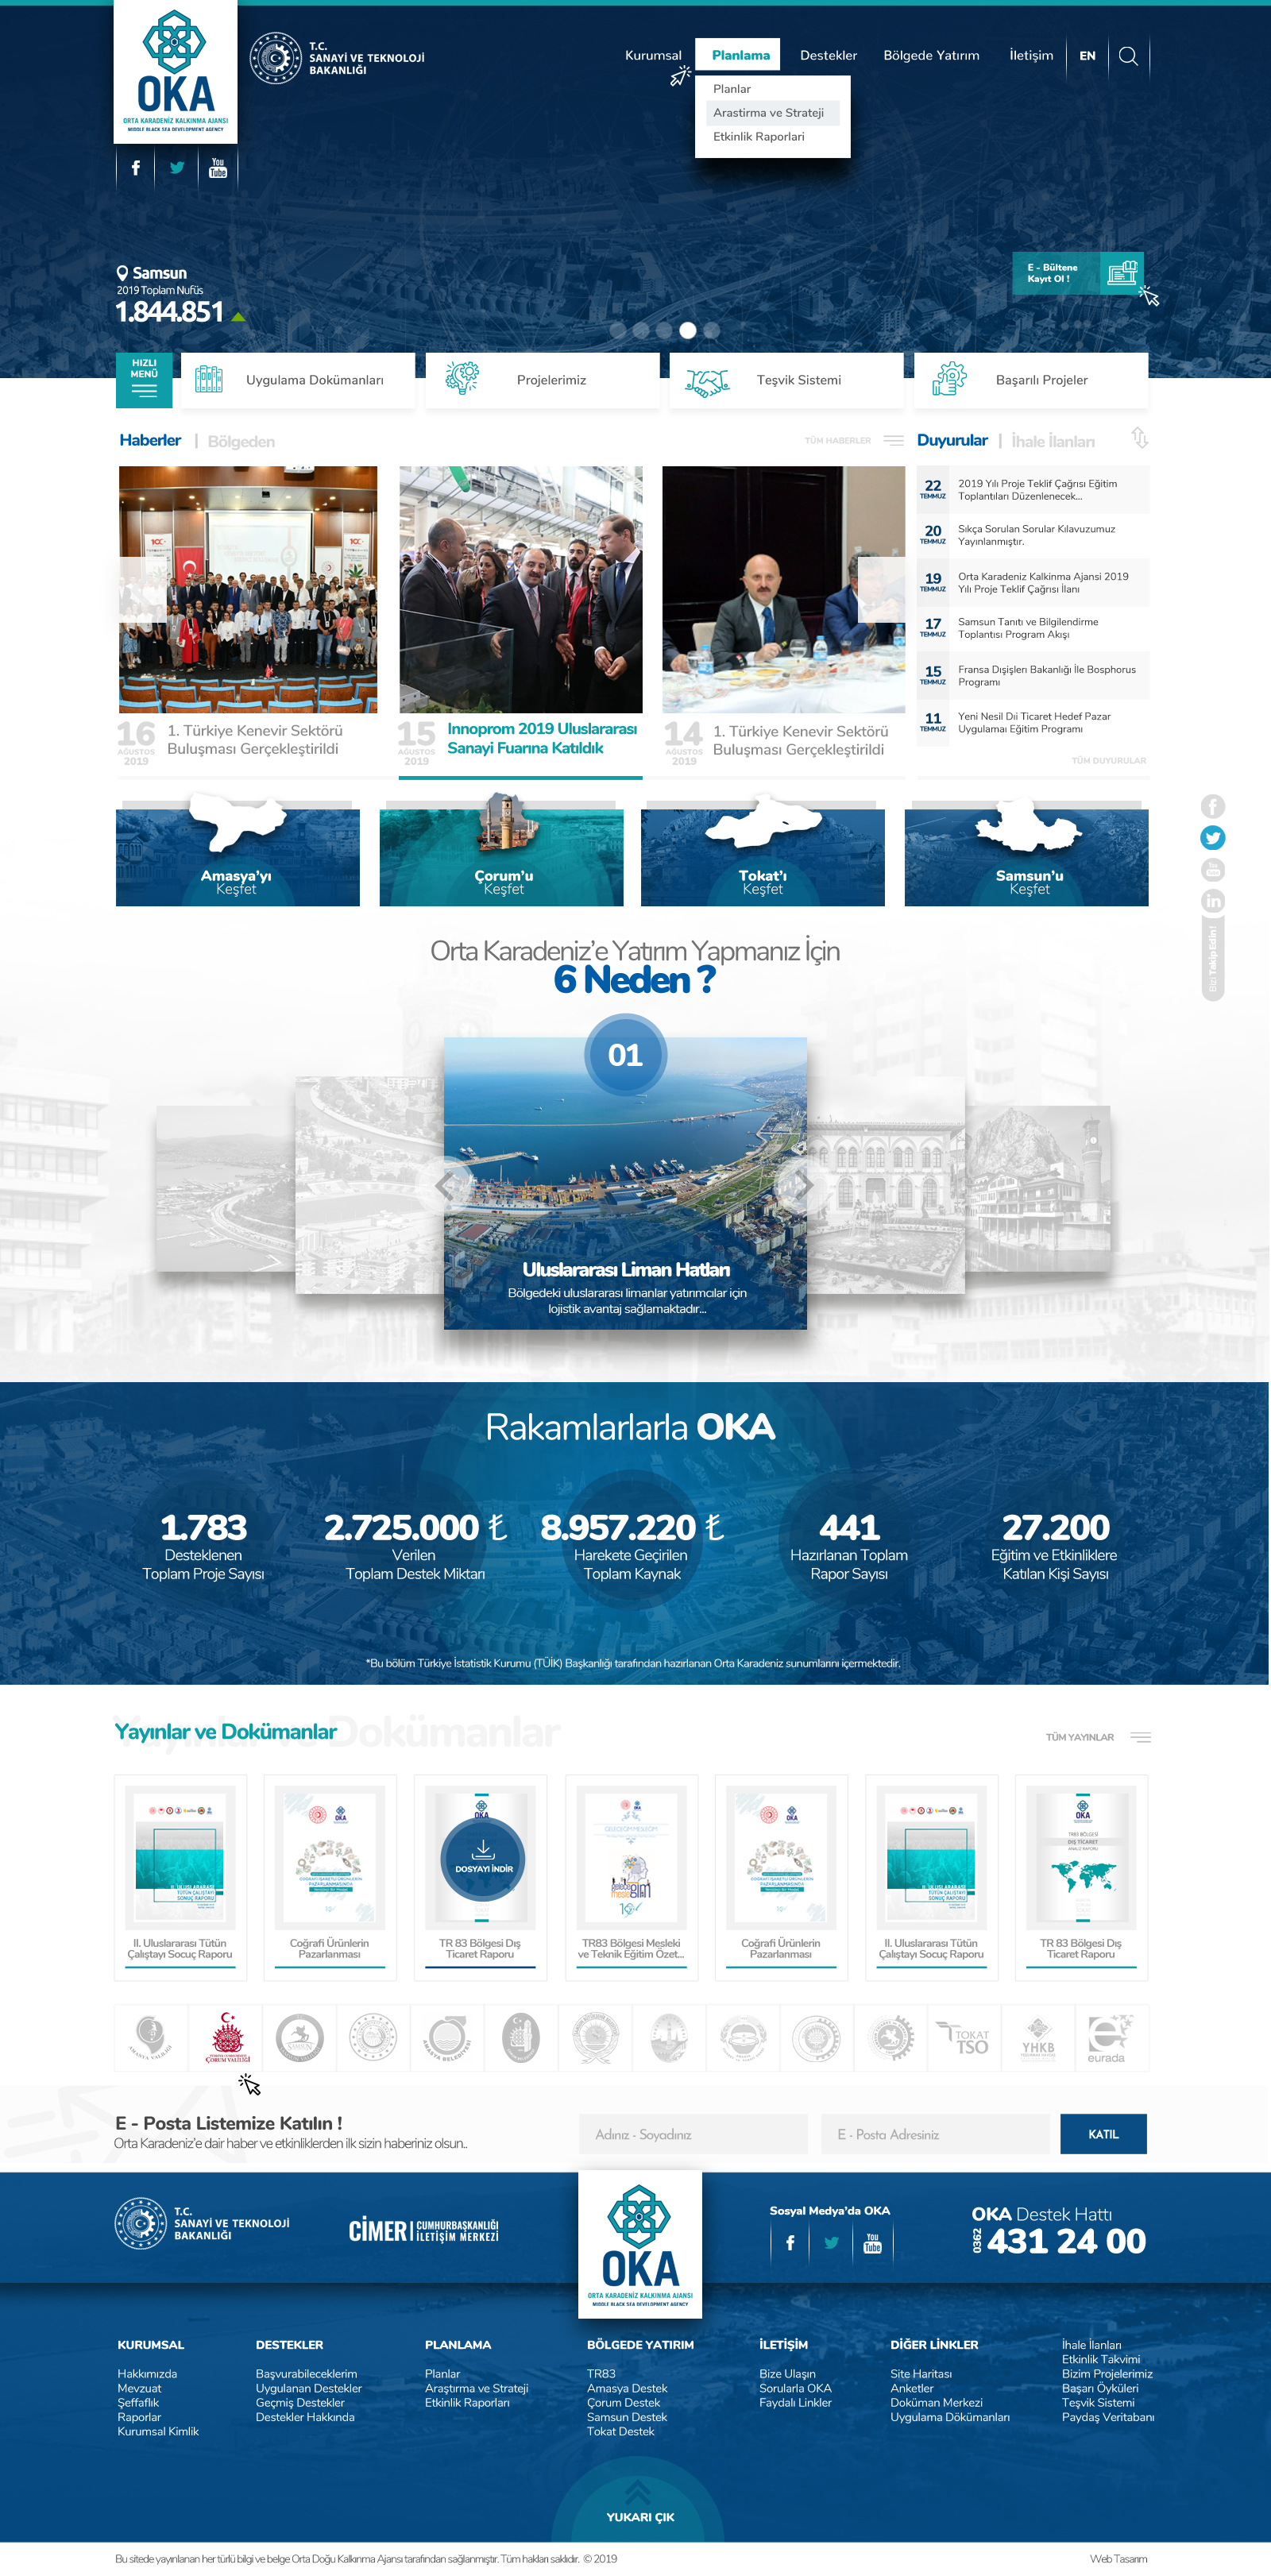 OKA
ORTA KARADENİZ KALKINMA AJANSI
MIDDLE BLACK SEA DEVELOPMENT AGENCY
T.C.
SANAYİ VE TEKNOLOJİ
BAKANLIĞI
Kurumsal
Planlama
Destekler
Bölgede Yatırım
İletişim
EN
Planlar
Arastirma ve Strateji
Etkinlik Raporlari
You
Tube
Samsun
2019 Toplam Nufüs
1.844.851
E - Bültene
Kayıt Ol !
HIZLI
MENÜ
Uygulama Dokümanları
Projelerimiz
Teşvik Sistemi
Başarılı Projeler
Haberler | Bölgeden
TÜM HABERLER
Duyurular | İhale İlanları
16
AĞUSTOS
2019
1. Türkiye Kenevir Sektörü
Buluşması Gerçekleştirildi
15
AĞUSTOS
2019
Innoprom 2019 Uluslararası
Sanayi Fuarına Katıldık
14
AĞUSTOS
2019
1. Türkiye Kenevir Sektörü
Buluşması Gerçekleştirildi
22
TEMMUZ
2019 Yılı Proje Teklif Çağrısı Eğitim
Toplantıları Düzenlenecek...
20
TEMMUZ
Sıkça Sorulan Sorular Kılavuzumuz
Yayınlanmıştır.
19
TEMMUZ
Orta Karadeniz Kalkinma Ajansi 2019
Yılı Proje Teklif Çağrısı İlanı
17
TEMMUZ
Samsun Tanıtı ve Bilgilendirme
Toplantısı Program Akışı
15
TEMMUZ
Fransa Dışişlerı Bakanlığı İle Bosphorus
Programı
11
TEMMUZ
Yeni Nesil Dıi Ticaret Hedef Pazar
Uygulamaı Eğitim Programı
TÜM DUYURULAR
Amasya'yı
Keşfet
Çorum'u
Keşfet
Tokat'ı
Keşfet
Samsun'u
Keşfet
Bizi Takip Edin!
Orta Karadeniz'e Yatırım Yapmanız İçin
6 Neden ?
01
Uluslararası Liman Hatları
Bölgedeki uluslararası limanlar yatırımcılar için
lojistik avantaj sağlamaktadır...
Rakamlarlarla OKA
1.783
Desteklenen
Toplam Proje Sayısı
2.725.000 ₺
Verilen
Toplam Destek Miktarı
8.957.220 ₺
Harekete Geçirilen
Toplam Kaynak
441
Hazırlanan Toplam
Rapor Sayısı
27.200
Eğitim ve Etkinliklere
Katılan Kişi Sayısı
*Bu bölüm Türkiye İstatistik Kurumu (TÜİK) Başkanlığı tarafından hazırlanan Orta Karadeniz sunumlarını içermektedir.
Yayınlar ve Dokümanlar
TÜM YAYINLAR
DOSYAYI İNDİR
II. Uluslararası Tütün
Çalıştayı Socuç Raporu
Coğrafi Ürünlerin
Pazarlanması
TR 83 Bölgesi Dış
Ticaret Raporu
TR83 Bölgesi Mesleki
ve Teknik Eğitim Özet...
Coğrafi Ürünlerin
Pazarlanması
II. Uluslararası Tütün
Çalıştayı Socuç Raporu
TR 83 Bölgesi Dış
Ticaret Raporu
ÇORUM VALİLİĞİ
TOKAT
TSO
YHKB
eurada
E - Posta Listemize Katılın !
Orta Karadeniz'e dair haber ve etkinliklerden ilk sizin haberiniz olsun..
Adınız - Soyadınız
E - Posta Adresiniz
KATIL
T.C.
SANAYİ VE TEKNOLOJİ
BAKANLIĞI
CİMER
CUMHURBAŞKANLIĞI
İLETİŞİM MERKEZİ
OKA
ORTA KARADENİZ KALKINMA AJANSI
MIDDLE BLACK SEA DEVELOPMENT AGENCY
Sosyal Medya'da OKA
You
Tube
OKA Destek Hattı
0362 431 24 00
KURUMSAL
Hakkımızda
Mevzuat
Şeffaflık
Raporlar
Kurumsal Kimlik
DESTEKLER
Başvurabileceklerim
Uygulanan Destekler
Geçmiş Destekler
Destekler Hakkında
PLANLAMA
Planlar
Araştırma ve Strateji
Etkinlik Raporları
BÖLGEDE YATIRIM
TR83
Amasya Destek
Çorum Destek
Samsun Destek
Tokat Destek
İLETİŞİM
Bize Ulaşın
Sorularla OKA
Faydalı Linkler
DİĞER LİNKLER
Site Haritası
Anketler
Doküman Merkezi
Uygulama Dökümanları
İhale İlanları
Etkinlik Takvimi
Bizim Projelerimiz
Başarı Öyküleri
Teşvik Sistemi
Paydaş Veritabanı
YUKARI ÇIK
Bu sitede yayınlanan her türlü bilgi ve belge Orta Doğu Kalkınma Ajansı tarafından sağlanmıştır. Tüm hakları saklıdır. © 2019
Web Tasarım